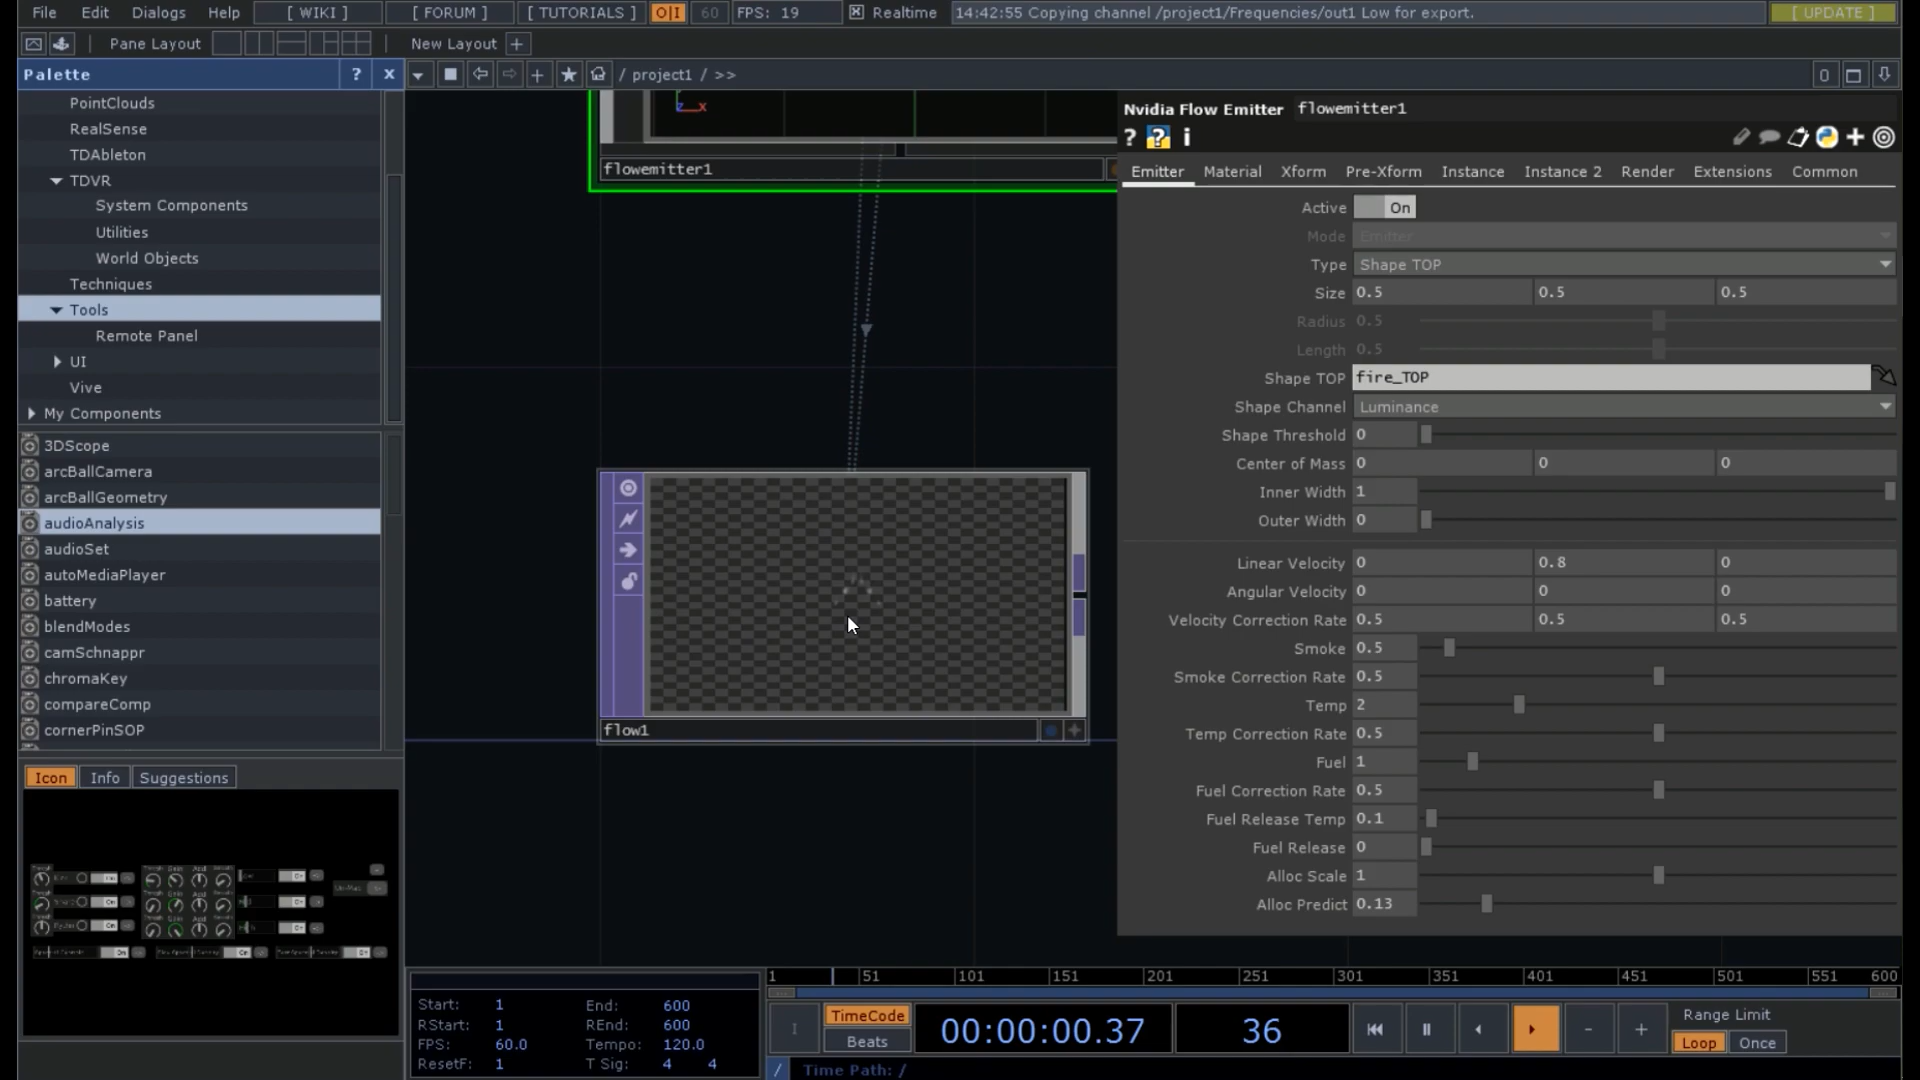 File Edit Dialogs Help [ WIKI ] [ FORUM ] [ TUTORIALS ] O|I 60 FPS: 19 Realtime 14:42:55 Copying channel /project1/Frequencies/out1 Low for export. [ UPDATE ]
Pane Layout New Layout +
Palette ? x / project1 / >> 0
PointClouds
RealSense
TDAbleton
TDVR
System Components
Utilities
World Objects
Techniques
Tools
Remote Panel
UI
Vive
My Components
3DScope
arcBallCamera
arcBallGeometry
audioAnalysis
audioSet
autoMediaPlayer
battery
blendModes
camSchnappr
chromaKey
compareComp
cornerPinSOP
Icon Info Suggestions
z x
flowemitter1
flow1
Nvidia Flow Emitter flowemitter1
? ? i
Emitter Material Xform Pre-Xform Instance Instance 2 Render Extensions Common
Active On
Mode Emitter
Type Shape TOP
Size 0.5 0.5 0.5
Radius 0.5
Length 0.5
Shape TOP fire_TOP
Shape Channel Luminance
Shape Threshold 0
Center of Mass 0 0 0
Inner Width 1
Outer Width 0
Linear Velocity 0 0.8 0
Angular Velocity 0 0 0
Velocity Correction Rate 0.5 0.5 0.5
Smoke 0.5
Smoke Correction Rate 0.5
Temp 2
Temp Correction Rate 0.5
Fuel 1
Fuel Correction Rate 0.5
Fuel Release Temp 0.1
Fuel Release 0
Alloc Scale 1
Alloc Predict 0.13
1 51 101 151 201 251 301 351 401 451 501 551 600
Start: 1 End: 600
RStart: 1 REnd: 600
FPS: 60.0 Tempo: 120.0
ResetF: 1 T Sig: 4 4
I TimeCode
Beats
00:00:00.37 36
- +
Range Limit
Loop Once
/ Time Path: /